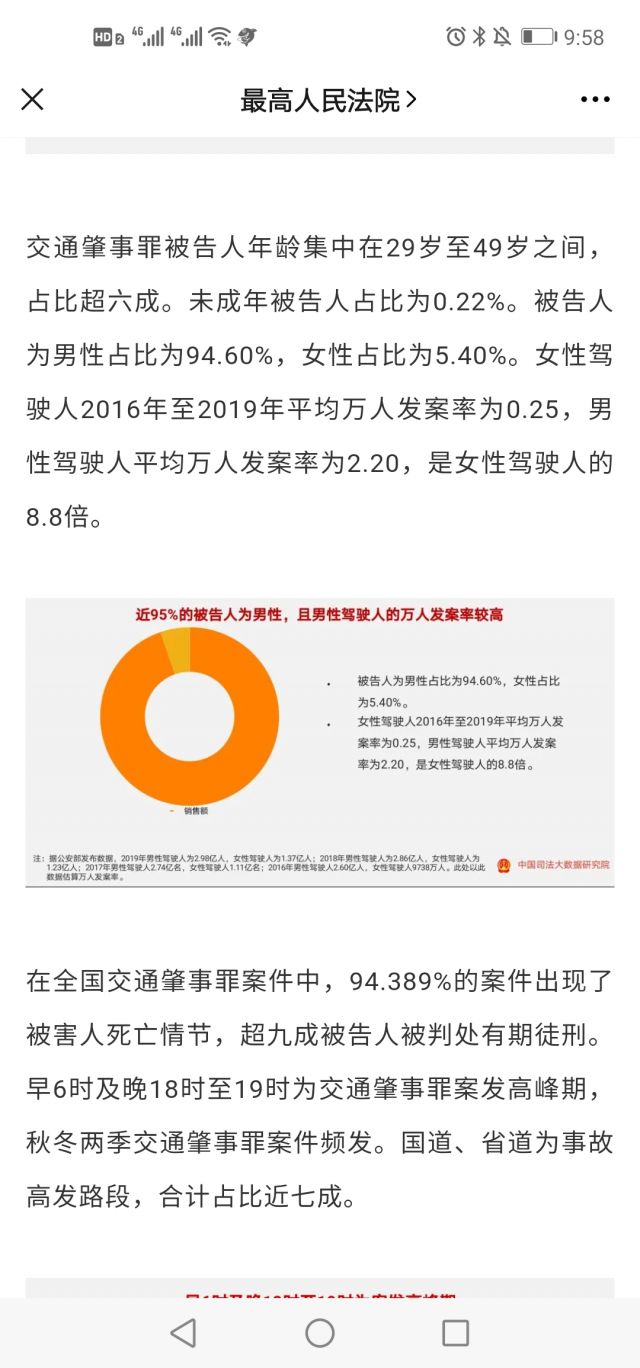 HD 2 4G 4G 9:58
最高人民法院
交通肇事罪被告人年龄集中在29岁至49岁之间，
占比超六成。未成年被告人占比为0.22%。被告人
为男性占比为94.60%，女性占比为5.40%。女性驾
驶人2016年至2019年平均万人发案率为0.25，男
性驾驶人平均万人发案率为2.20，是女性驾驶人的
8.8倍。
近95%的被告人为男性，且男性驾驶人的万人发案率较高
被告人为男性占比为94.60%，女性占比
为5.40%。
女性驾驶人2016年至2019年平均万人发
案率为0.25，男性驾驶人平均万人发案
率为2.20，是女性驾驶人的8.8倍。
销售额
注：据公安部发布数据，2019年男性驾驶人为2.98亿人，女性驾驶人为1.37亿人；2018年男性驾驶人为2.86亿人，女性驾驶人为
1.23亿人；2017年男性驾驶人2.74亿名，女性驾驶人1.11亿名；2016年男性驾驶人2.60亿人，女性驾驶人9738万人。此处以此
数据估算万人发案率。
中国司法大数据研究院
在全国交通肇事罪案件中，94.389%的案件出现了
被害人死亡情节，超九成被告人被判处有期徒刑。
早6时及晚18时至19时为交通肇事罪案发高峰期，
秋冬两季交通肇事罪案件频发。国道、省道为事故
高发路段，合计占比近七成。
早6时及晚18时至19时为案发高峰期